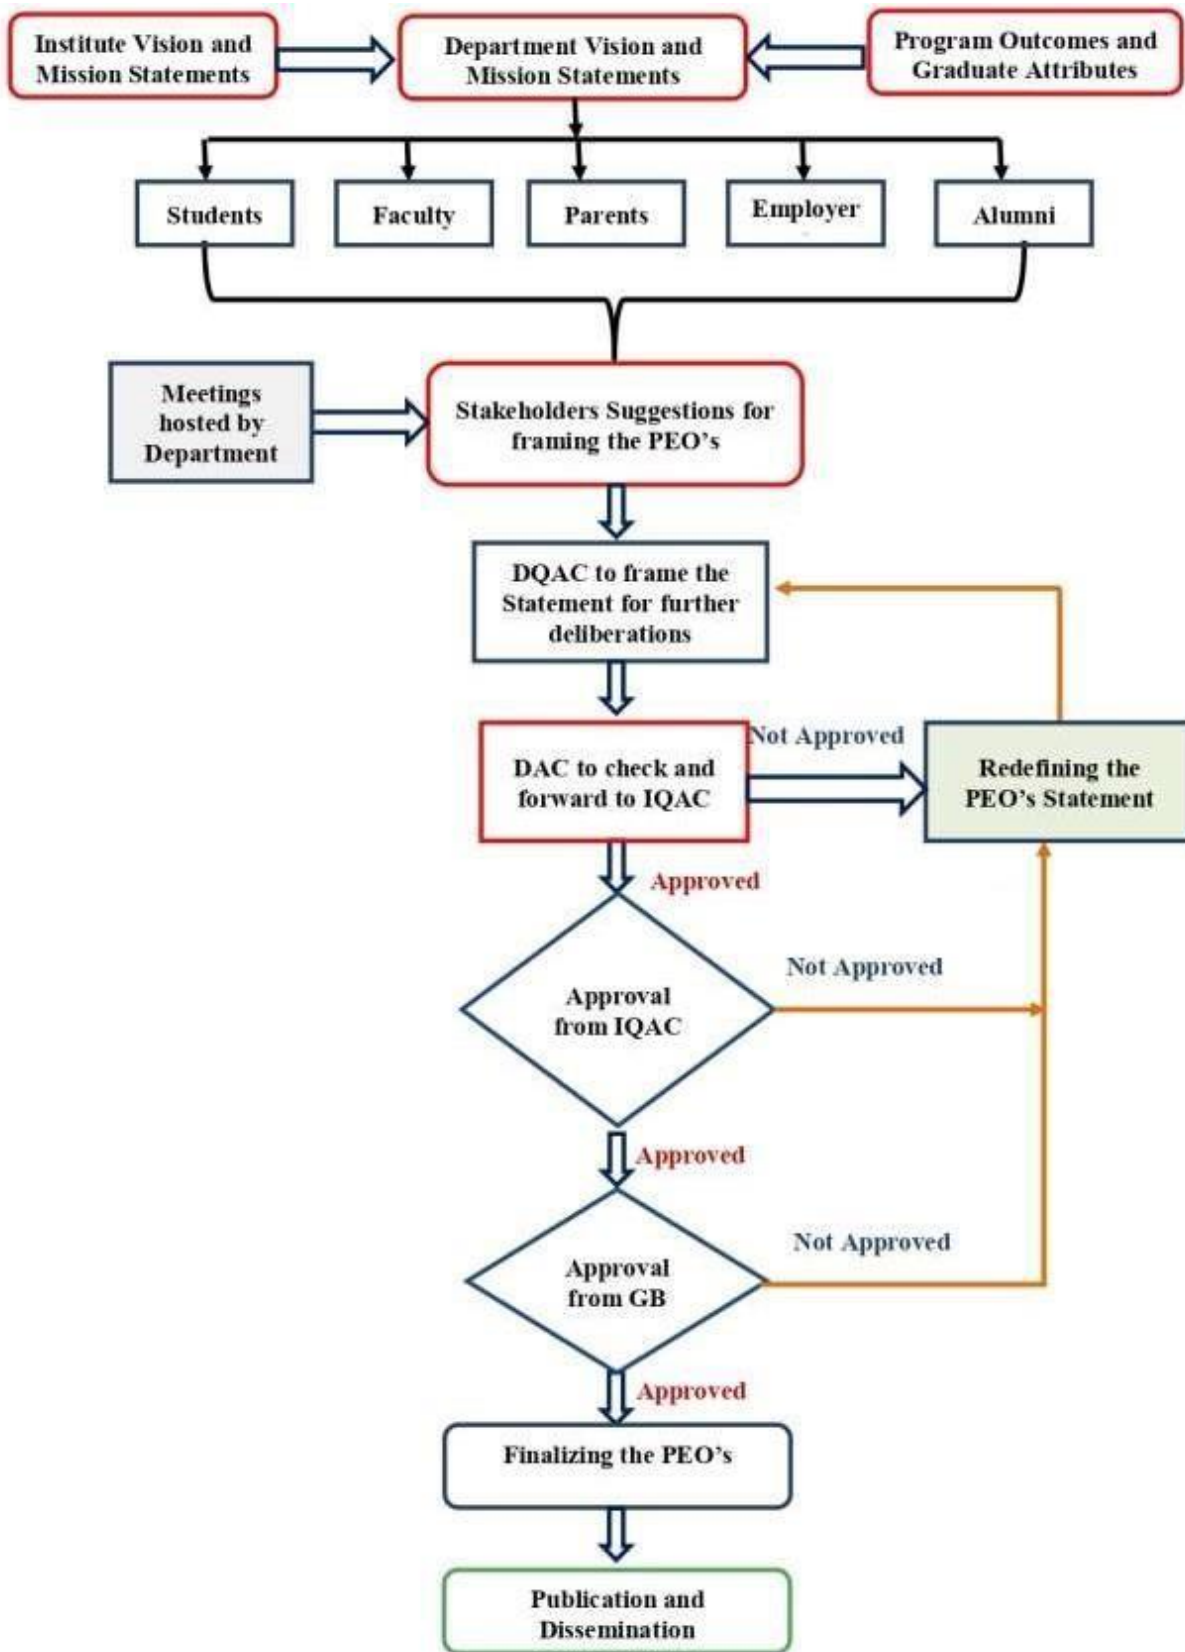 Institute Vision and
Mission Statements
Department Vision and
Mission Statements
Program Outcomes and
Graduate Attributes
Students
Faculty
Parents
Employer
Alumni
Meetings
hosted by
Department
Stakeholders Suggestions for
framing the PEO’s
DQAC to frame the
Statement for further
deliberations
DAC to check and
forward to IQAC
Not Approved
Redefining the
PEO’s Statement
Approved
Approval
from IQAC
Not Approved
Approved
Approval
from GB
Not Approved
Approved
Finalizing the PEO’s
Publication and
Dissemination